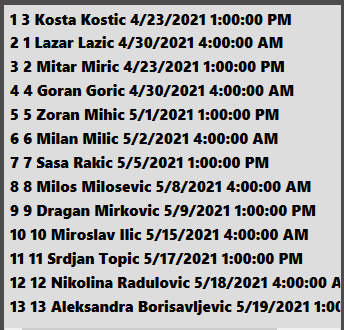 1 3 Kosta Kostic 4/23/2021 1:00:00 PM
2 1 Lazar Lazic 4/30/2021 4:00:00 AM
3 2 Mitar Miric 4/23/2021 1:00:00 PM
4 4 Goran Goric 4/30/2021 4:00:00 AM
5 5 Zoran Mihic 5/1/2021 1:00:00 PM
6 6 Milan Milic 5/2/2021 4:00:00 AM
7 7 Sasa Rakic 5/5/2021 1:00:00 PM
8 8 Milos Milosevic 5/8/2021 4:00:00 AM
9 9 Dragan Mirkovic 5/9/2021 1:00:00 PM
10 10 Miroslav Ilic 5/15/2021 4:00:00 AM
11 11 Srdjan Topic 5/17/2021 1:00:00 PM
12 12 Nikolina Radulovic 5/18/2021 4:00:00 A
13 13 Aleksandra Borisavljevic 5/19/2021 1:00